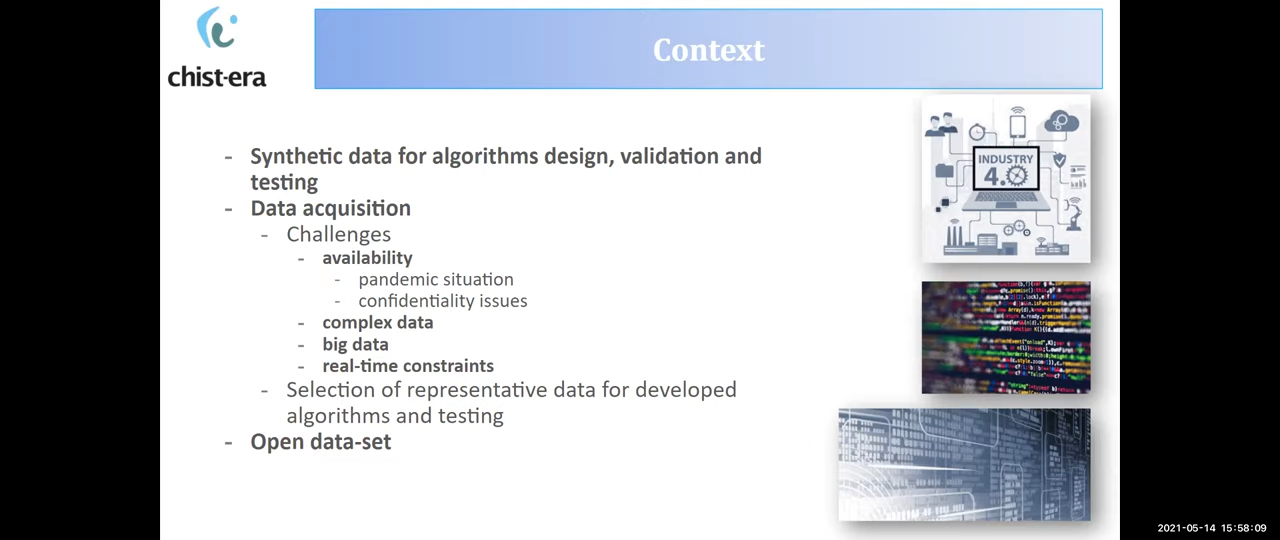 chist-era
Context
- Synthetic data for algorithms design, validation and
testing
- Data acquisition
- Challenges
- availability
- pandemic situation
- confidentiality issues
- complex data
- big data
- real-time constraints
- Selection of representative data for developed
algorithms and testing
- Open data-set
INDUSTRY
4.0
2021-05-14 15:58:09